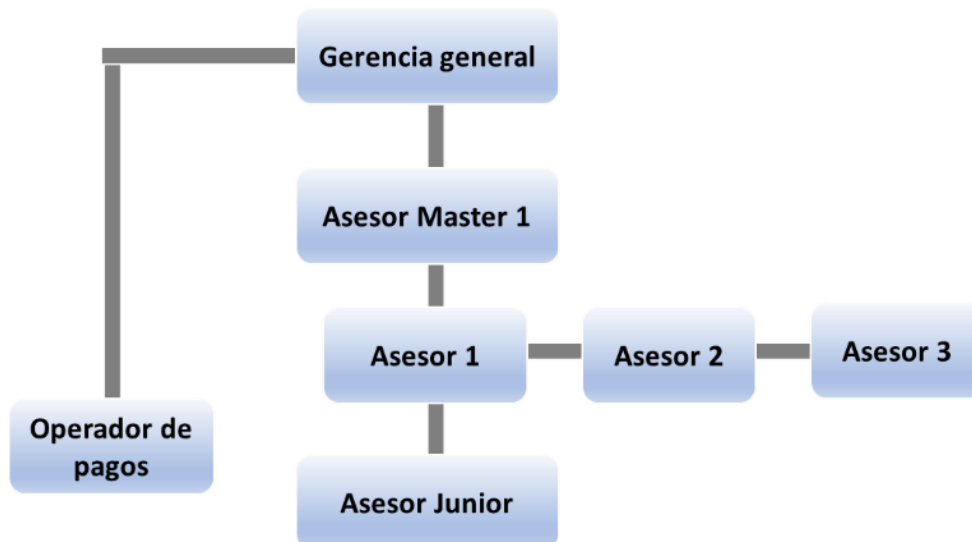 Gerencia general
Asesor Master 1
Asesor 1
Asesor 2
Asesor 3
Operador de
pagos
Asesor Junior